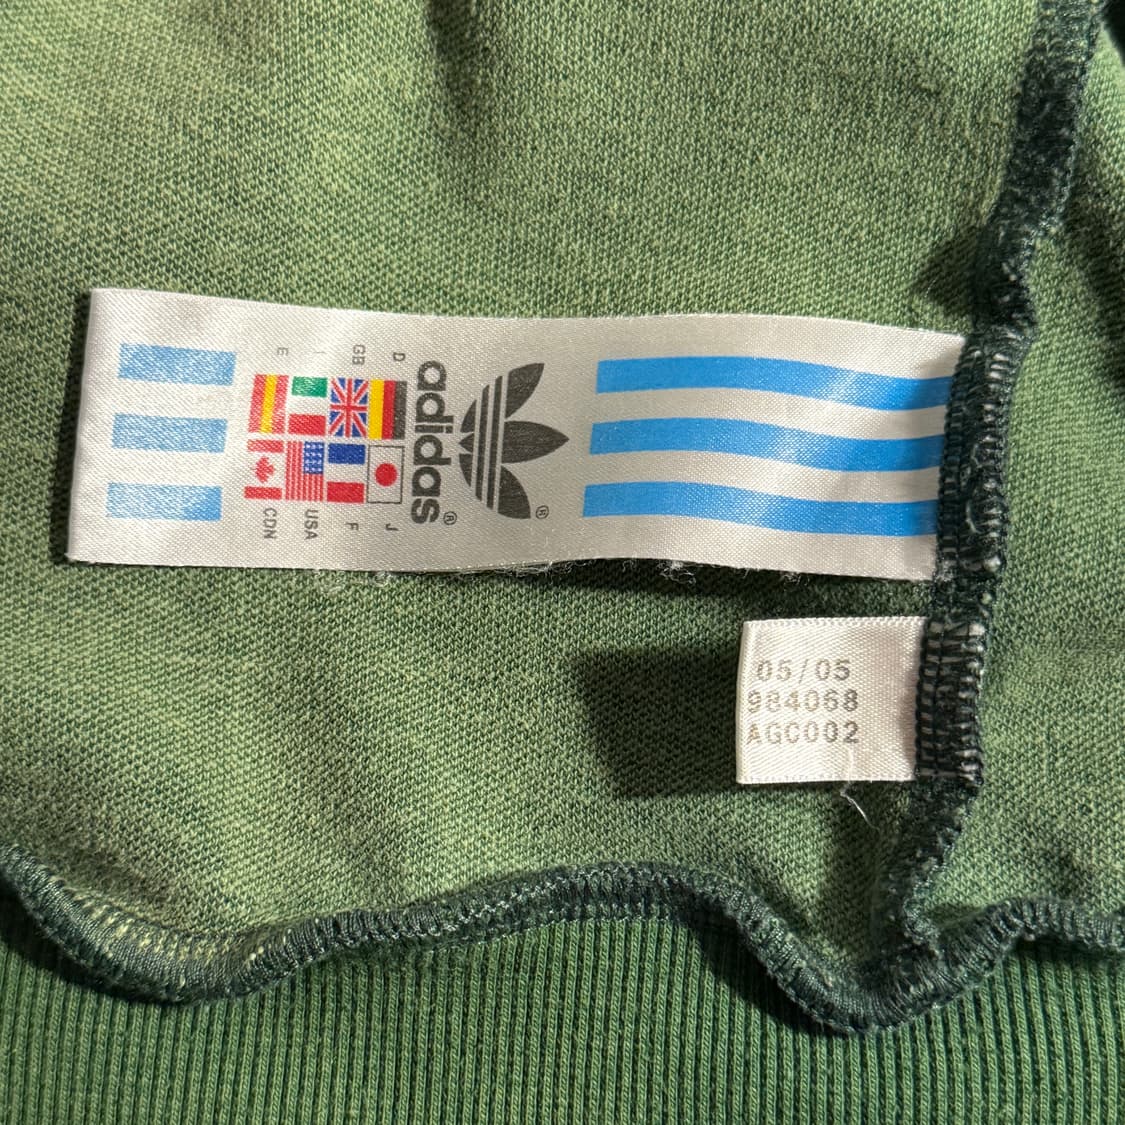 adidas®
®
D
GB
I
E
J
F
USA
CDN
05/05
984068
AGC002